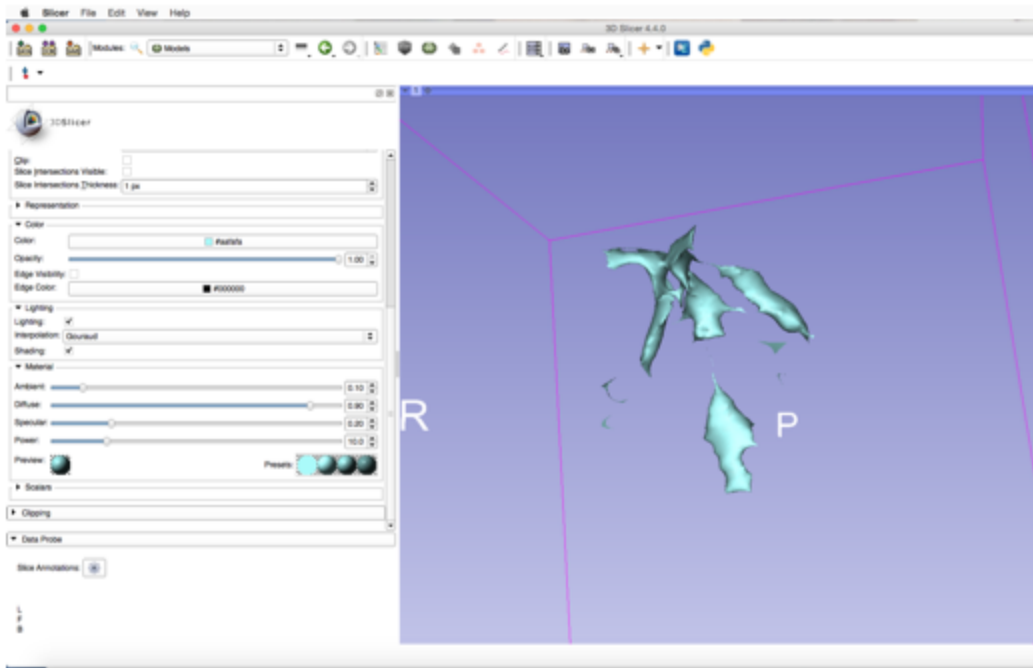 Slicer File Edit View Help
3D Slicer 4.4.0
Modules: Models
1
3DSlicer
Clip:
Slice Intersections Visible:
Slice Intersections Thickness: 1 px
Representation
Color
Color:
Opacity: 1.00
Edge Visibility:
Edge Color: #000000
Lighting
Lighting:
Interpolation: Gouraud
Shading:
Material
Ambient: 0.10
Diffuse: 0.90
Specular: 0.20
Power: 10.0
Preview: Presets:
Scalars
Clipping
Data Probe
Slice Annotations:
L
F
B
R
P